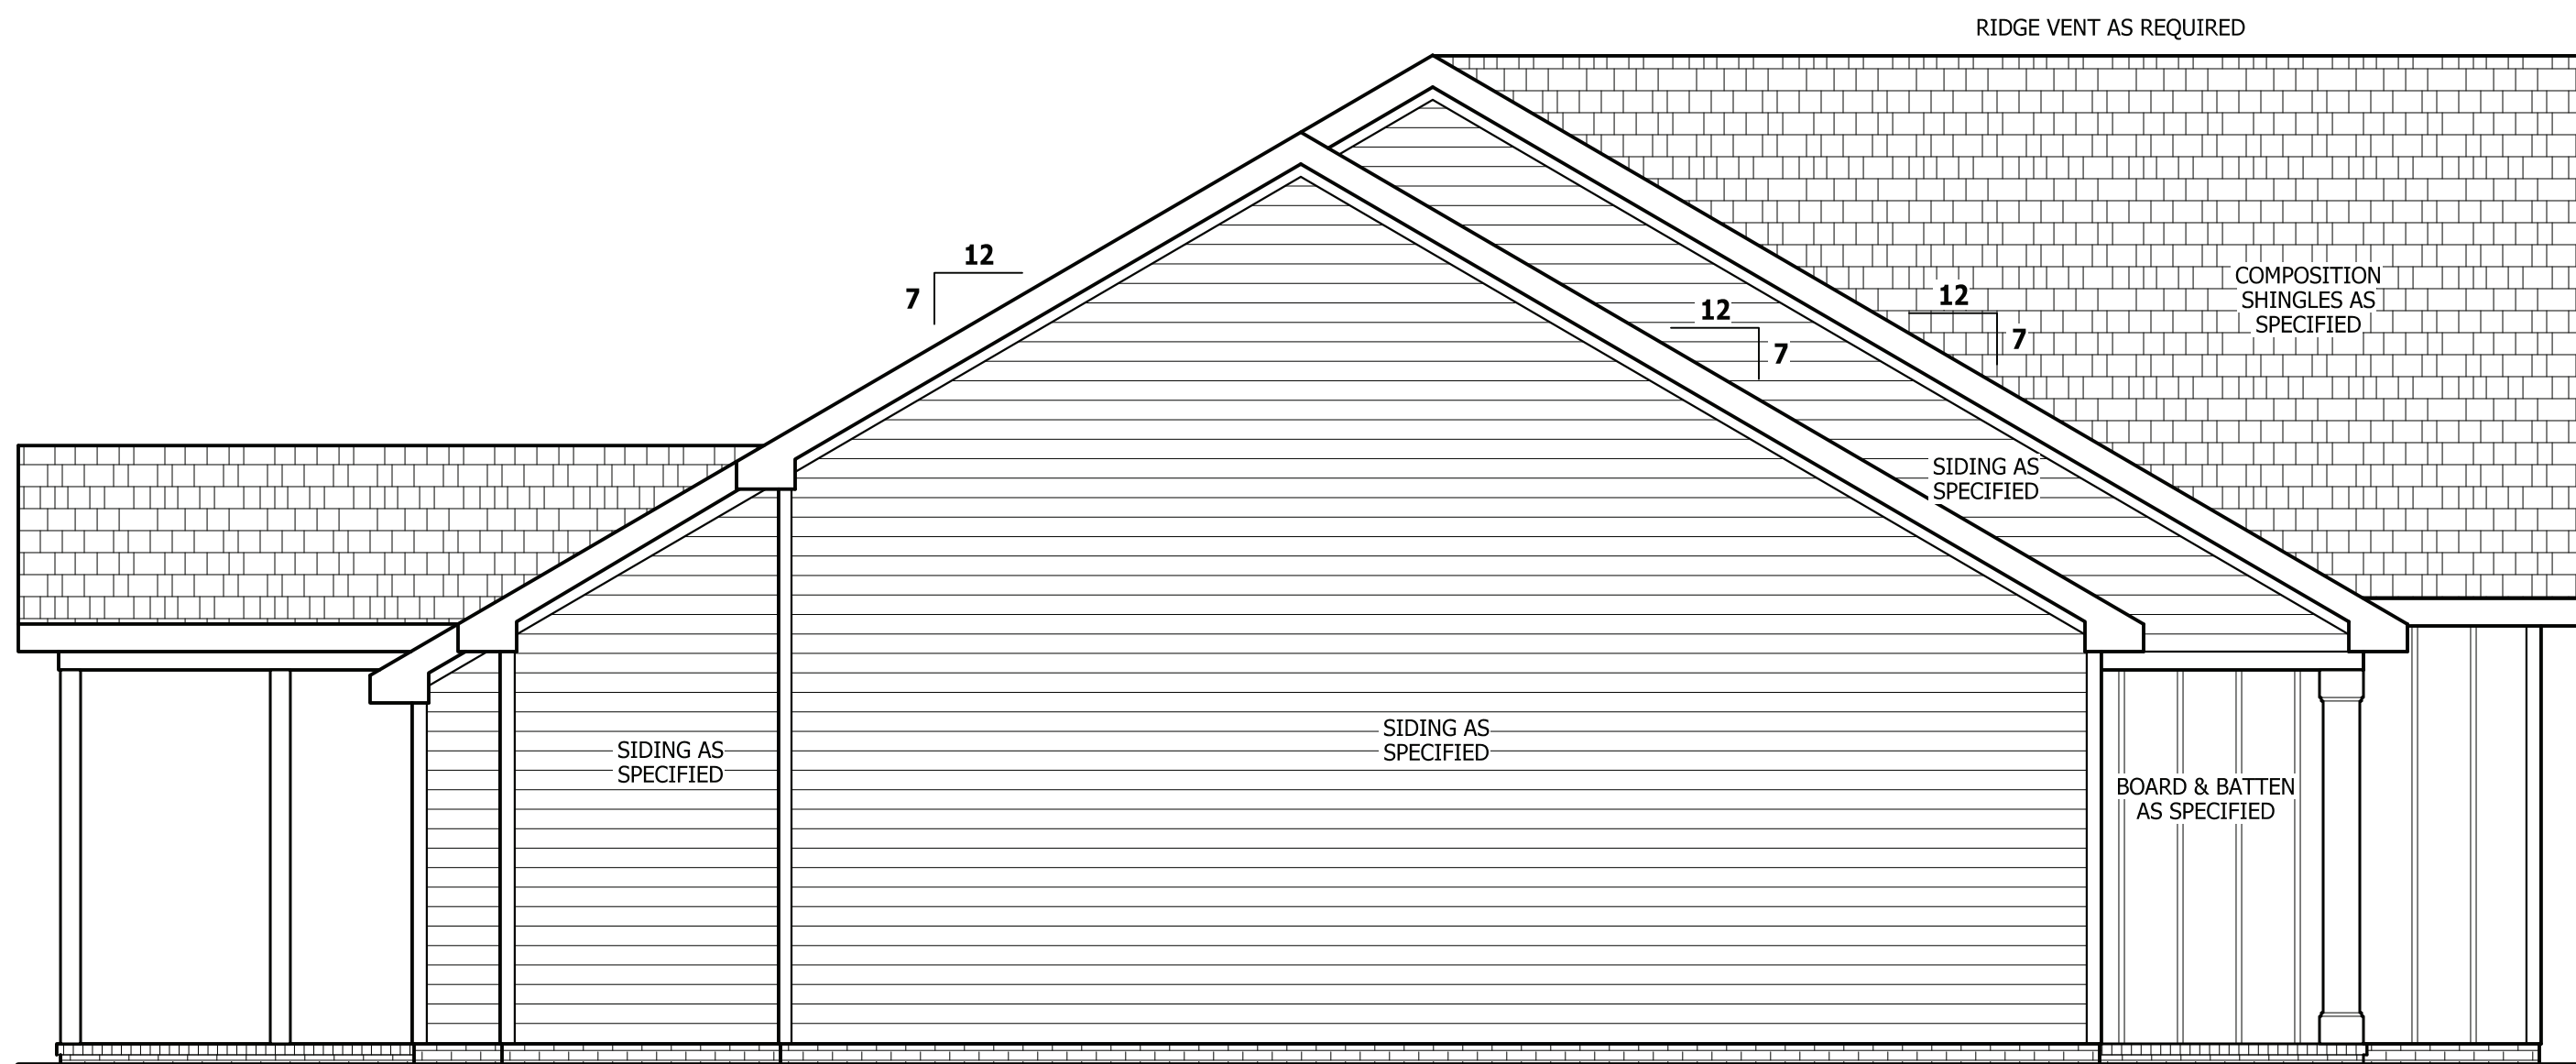 RIDGE VENT AS REQUIRED
12
7
COMPOSITION
SHINGLES AS
SPECIFIED
12
7
12
7
SIDING AS
SPECIFIED
SIDING AS
SPECIFIED
SIDING AS
SPECIFIED
BOARD & BATTEN
AS SPECIFIED